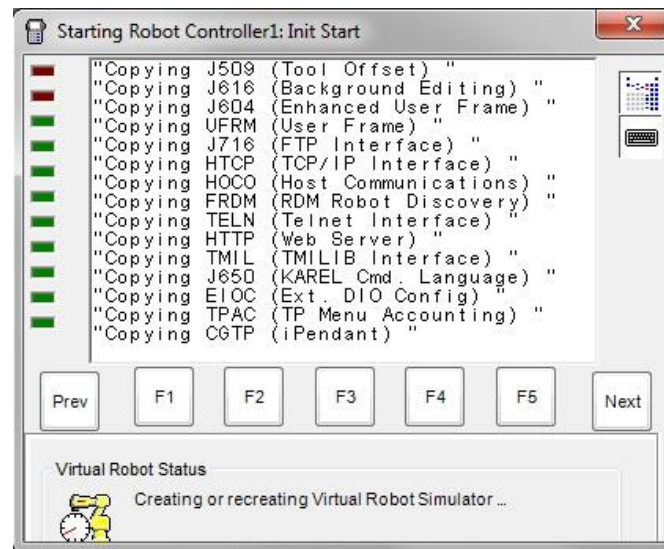 Starting Robot Controller1: Init Start
"Copying J509 (Tool Offset) "
"Copying J616 (Background Editing) "
"Copying J604 (Enhanced User Frame) "
"Copying UFRM (User Frame) "
"Copying J716 (FTP Interface) "
"Copying HTCP (TCP/IP Interface) "
"Copying HOCO (Host Communications) "
"Copying FRDM (RDM Robot Discovery) "
"Copying TELN (Telnet Interface) "
"Copying HTTP (Web Server) "
"Copying TMIL (TMILIB Interface) "
"Copying J650 (KAREL Cmd. Language) "
"Copying EIOC (Ext. DIO Config) "
"Copying TPAC (TP Menu Accounting) "
"Copying CGTP (iPendant) "
Prev F1 F2 F3 F4 F5 Next
Virtual Robot Status
Creating or recreating Virtual Robot Simulator ...